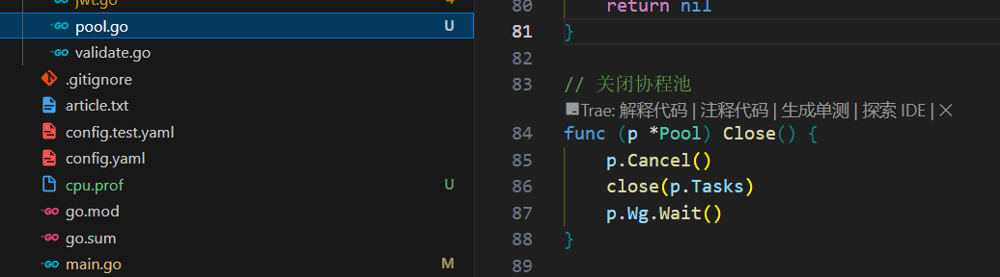 jwt.go 4
pool.go U
validate.go
.gitignore
article.txt
config.test.yaml
config.yaml
cpu.prof U
go.mod
go.sum
main.go M
80 return nil
81 }
82
83 // 关闭协程池
Trae: 解释代码 | 注释代码 | 生成单测 | 探索 IDE | ×
84 func (p *Pool) Close() {
85 p.Cancel()
86 close(p.Tasks)
87 p.Wg.Wait()
88 }
89